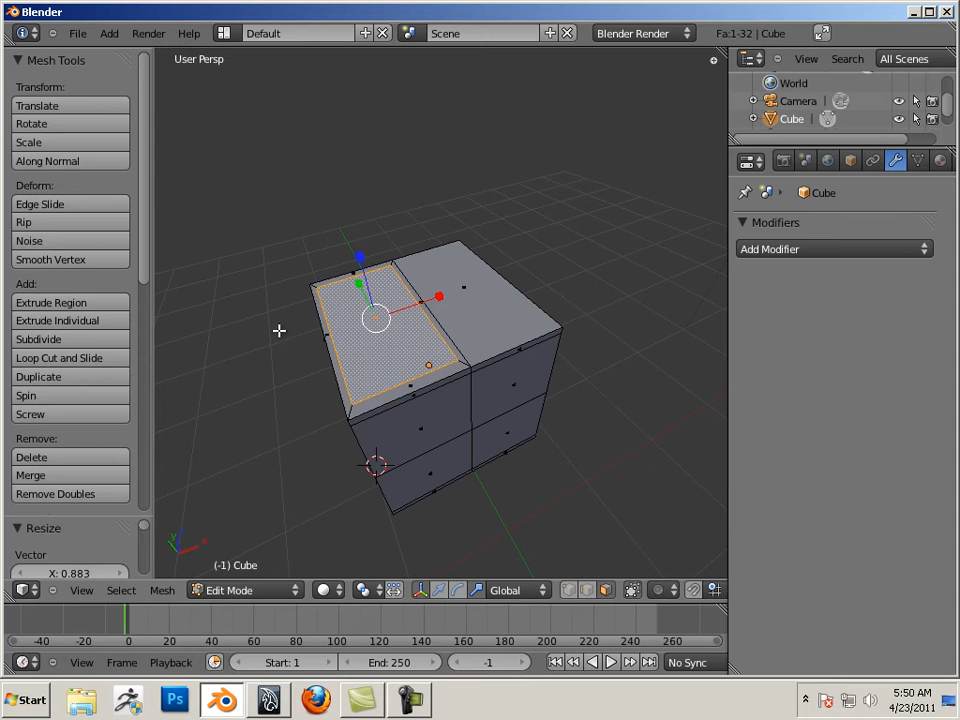 Blender
File Add Render Help Default Scene Blender Render Fa:1-32 | Cube
Mesh Tools
Transform:
Translate
Rotate
Scale
Along Normal
Deform:
Edge Slide
Rip
Noise
Smooth Vertex
Add:
Extrude Region
Extrude Individual
Subdivide
Loop Cut and Slide
Duplicate
Spin
Screw
Remove:
Delete
Merge
Remove Doubles
Resize
Vector
X: 0.883
User Persp
(-1) Cube
View Search All Scenes
World
Camera
Cube
Cube
Modifiers
Add Modifier
View Select Mesh Edit Mode Global
-40 -20 0 20 40 60 80 100 120 140 160 180 200 220 240 260
View Frame Playback Start: 1 End: 250 -1 No Sync
Start Ps
5:50 AM
4/23/2011